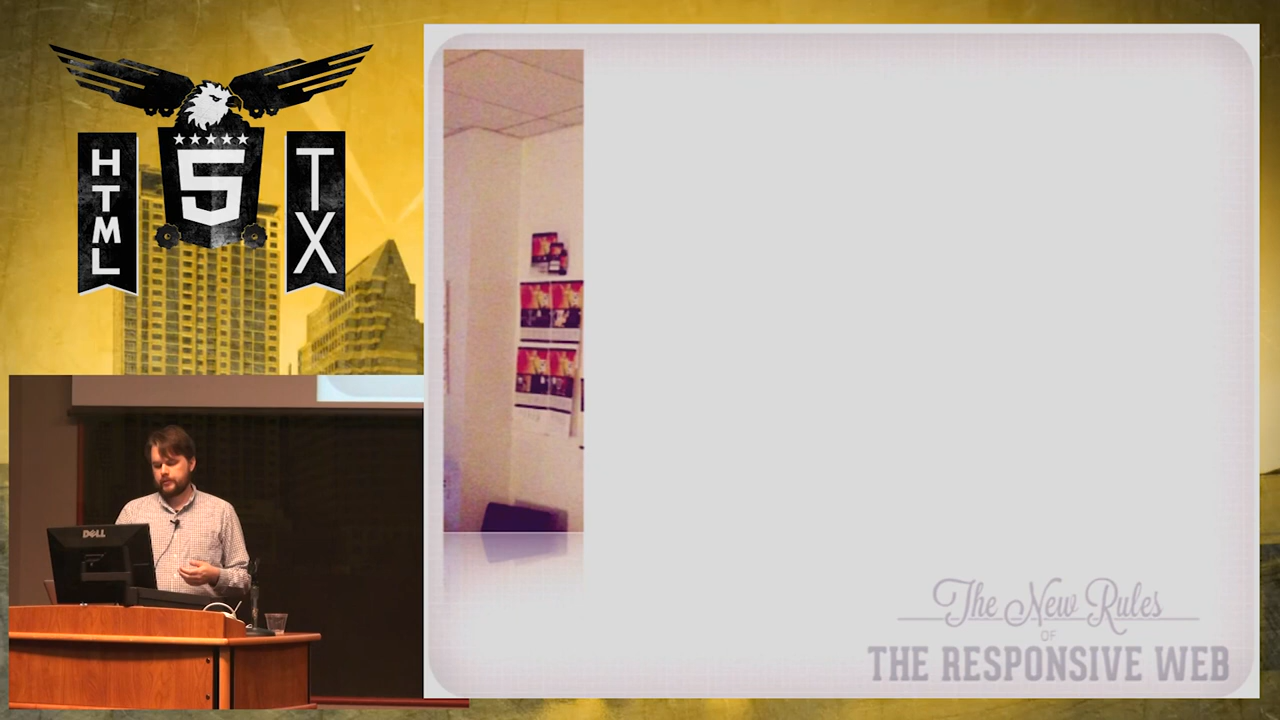 HTML
5
TX
DELL
The New Rules
OF
THE RESPONSIVE WEB